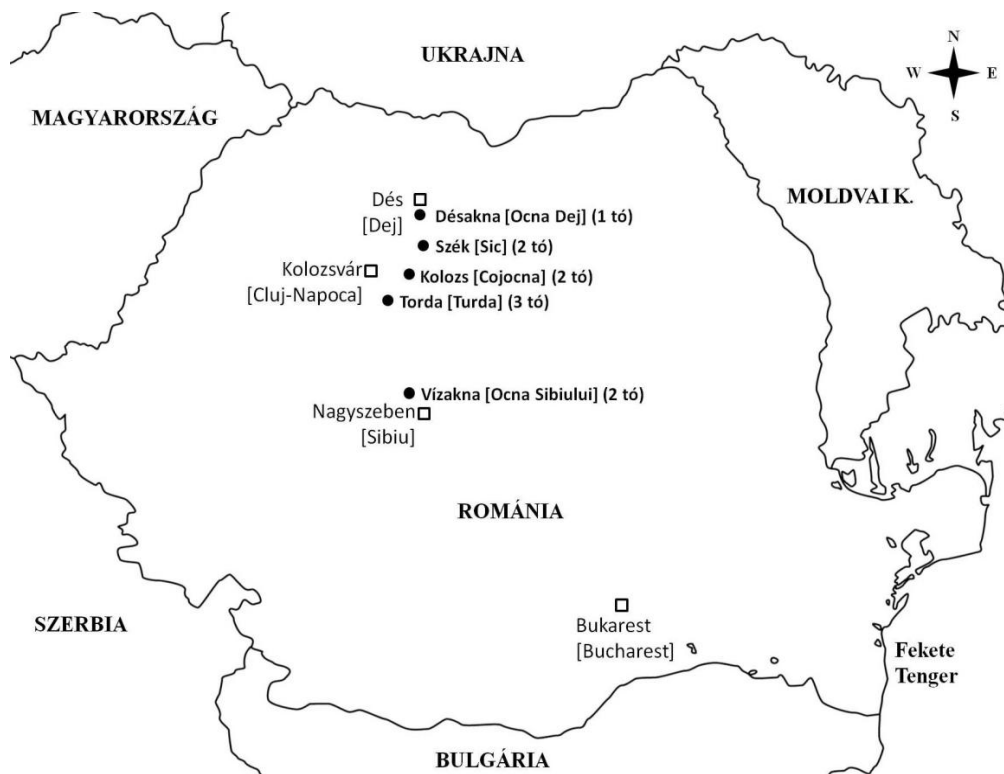 UKRAJNA
N
W E
S
MAGYARORSZÁG
MOLDVAI K.
Dés
[Dej]
Désakna [Ocna Dej] (1 tó)
Szék [Sic] (2 tó)
Kolozsvár
[Cluj-Napoca]
Kolozs [Cojocna] (2 tó)
Torda [Turda] (3 tó)
Vízakna [Ocna Sibiului] (2 tó)
Nagyszeben
[Sibiu]
ROMÁNIA
SZERBIA
Bukarest
[Bucharest]
Fekete
Tenger
BULGÁRIA